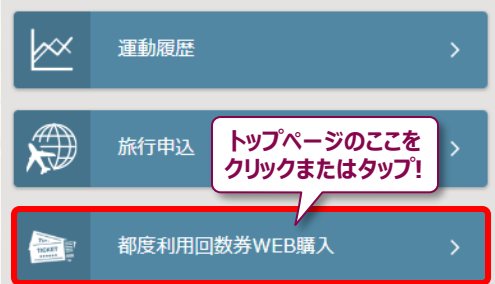 運動履歴
旅行申込
トップページのここを
クリックまたはタップ!
TICKET
都度利用回数券WEB購入